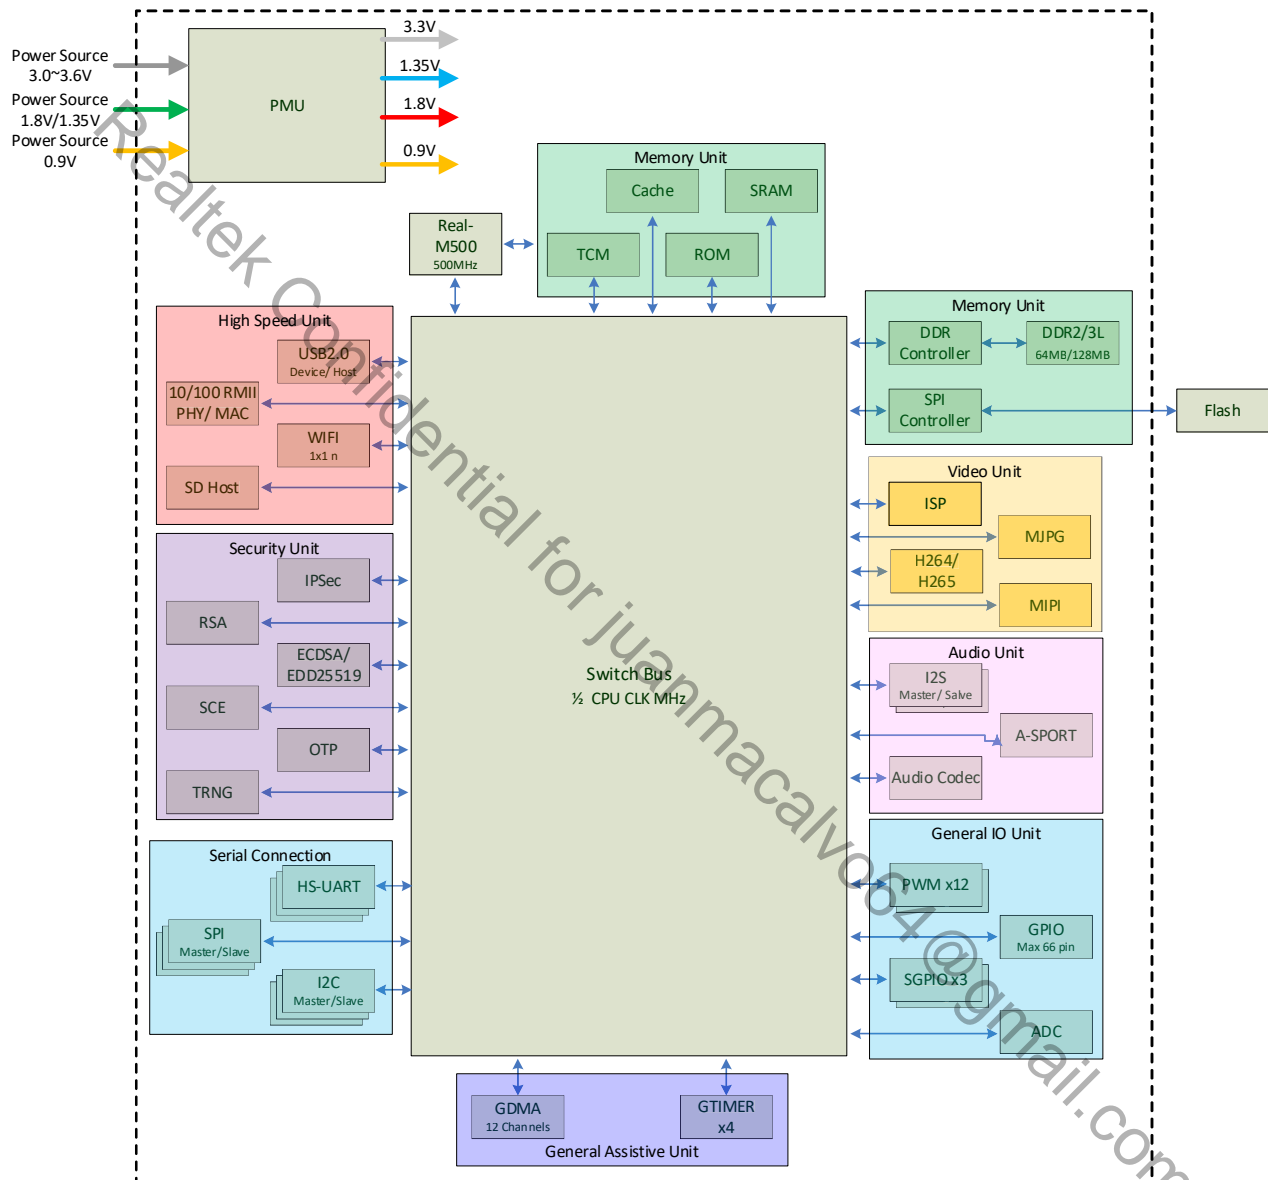 Power Source
3.0~3.6V
Power Source
1.8V/1.35V
Power Source
0.9V
PMU
3.3V
1.35V
1.8V
0.9V
Real-
M500
500MHz
Memory Unit
Cache
SRAM
TCM
ROM
High Speed Unit
USB2.0
Device/ Host
10/100 RMII
PHY/ MAC
WIFI
1x1 n
SD Host
Memory Unit
DDR
Controller
DDR2/3L
64MB/128MB
SPI
Controller
Flash
Security Unit
IPSec
RSA
ECDSA/
EDD25519
SCE
OTP
TRNG
Switch Bus
½  CPU CLK MHz
Video Unit
ISP
MJPG
H264/
H265
MIPI
Audio Unit
I2S
Master/ Salve
A-SPORT
Audio Codec
Serial Connection
HS-UART
SPI
Master/Slave
I2C
Master/Slave
General IO Unit
PWM x12
GPIO
Max 66 pin
SGPIO x3
ADC
GDMA
12 Channels
GTIMER
x4
General Assistive Unit
Realtek Confidential for juanmacalvo64@gmail.com